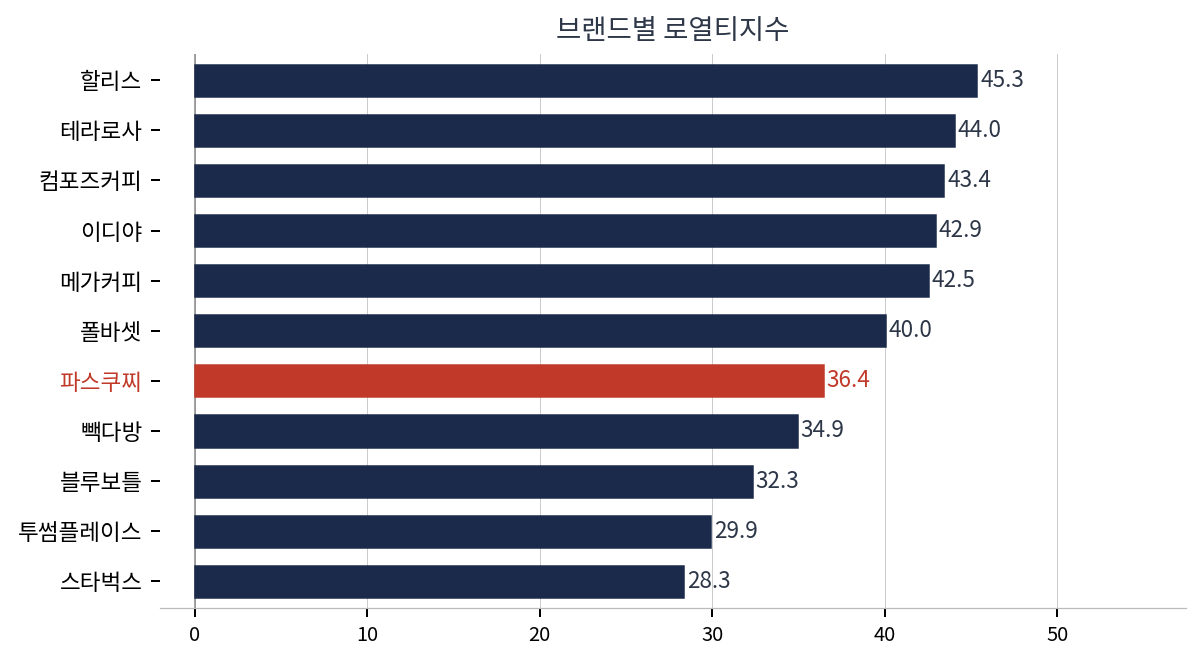 브랜드별 로열티지수
할리스 45.3
테라로사 44.0
컴포즈커피 43.4
이디야 42.9
메가커피 42.5
폴바셋 40.0
파스쿠찌 36.4
빽다방 34.9
블루보틀 32.3
투썸플레이스 29.9
스타벅스 28.3
0 10 20 30 40 50